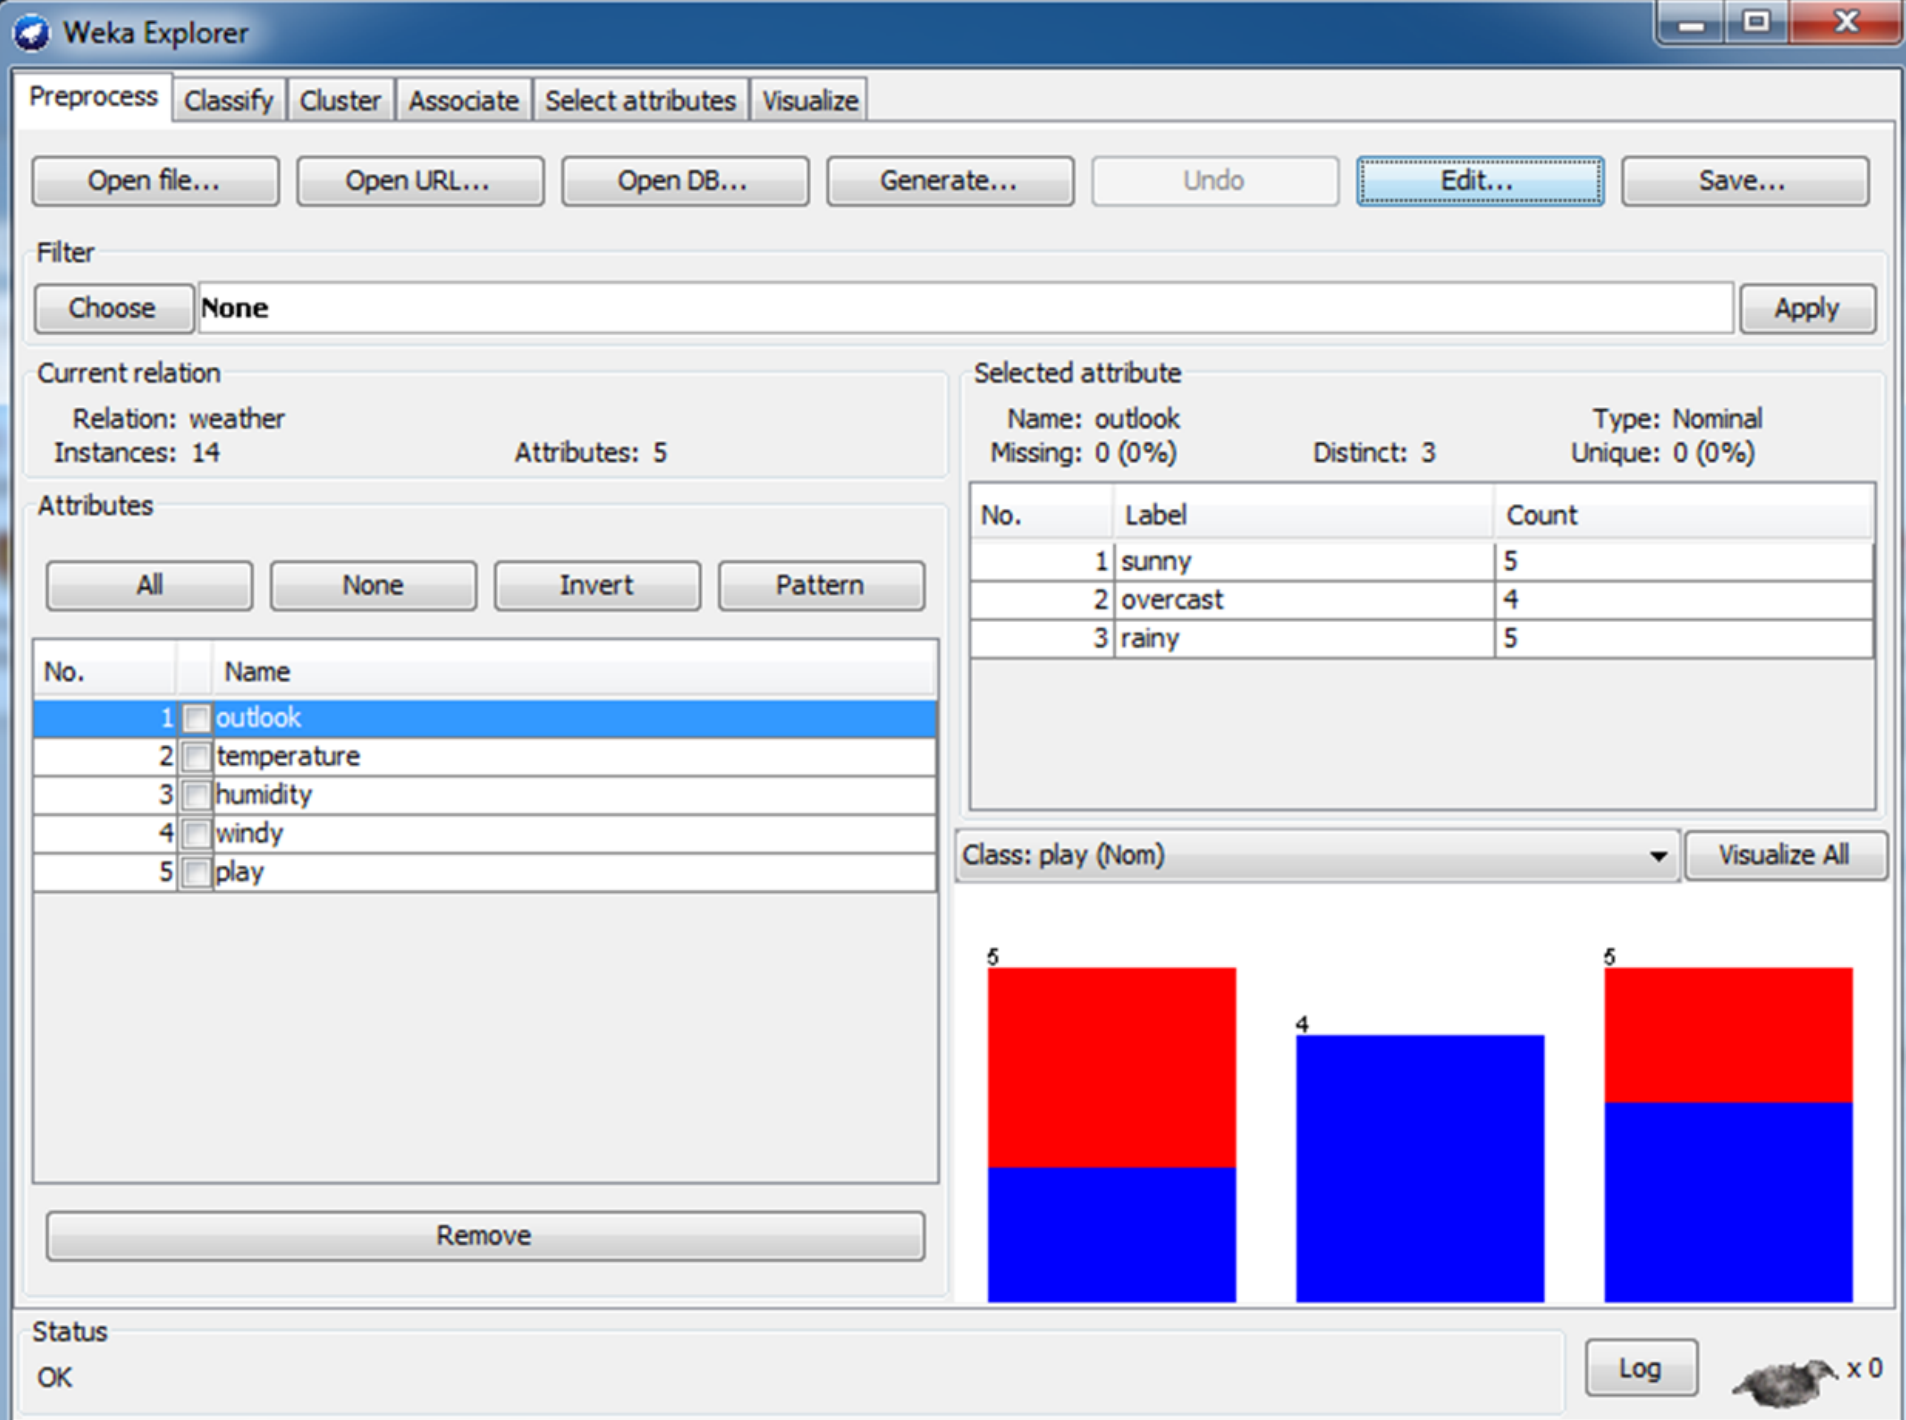 Weka Explorer
Preprocess Classify Cluster Associate Select attributes Visualize
Open file... Open URL... Open DB... Generate... Undo Edit... Save...
Filter
Choose None Apply
Current relation
Relation: weather
Instances: 14 Attributes: 5
Attributes
All None Invert Pattern
No. Name
1 outlook
2 temperature
3 humidity
4 windy
5 play
Remove
Selected attribute
Name: outlook Type: Nominal
Missing: 0 (0%) Distinct: 3 Unique: 0 (0%)
No. Label Count
1 sunny 5
2 overcast 4
3 rainy 5
Class: play (Nom) Visualize All
5 4 5
Status
OK
Log x 0